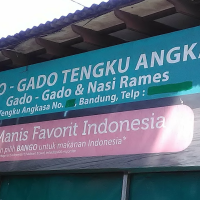 O - GADO TENGKU ANGKA
Gado - Gado & Nasi Rames
Tengku Angkasa No. , Bandung, Telp :
Manis Favorit Indonesia
pilih BANGO untuk makanan Indonesia